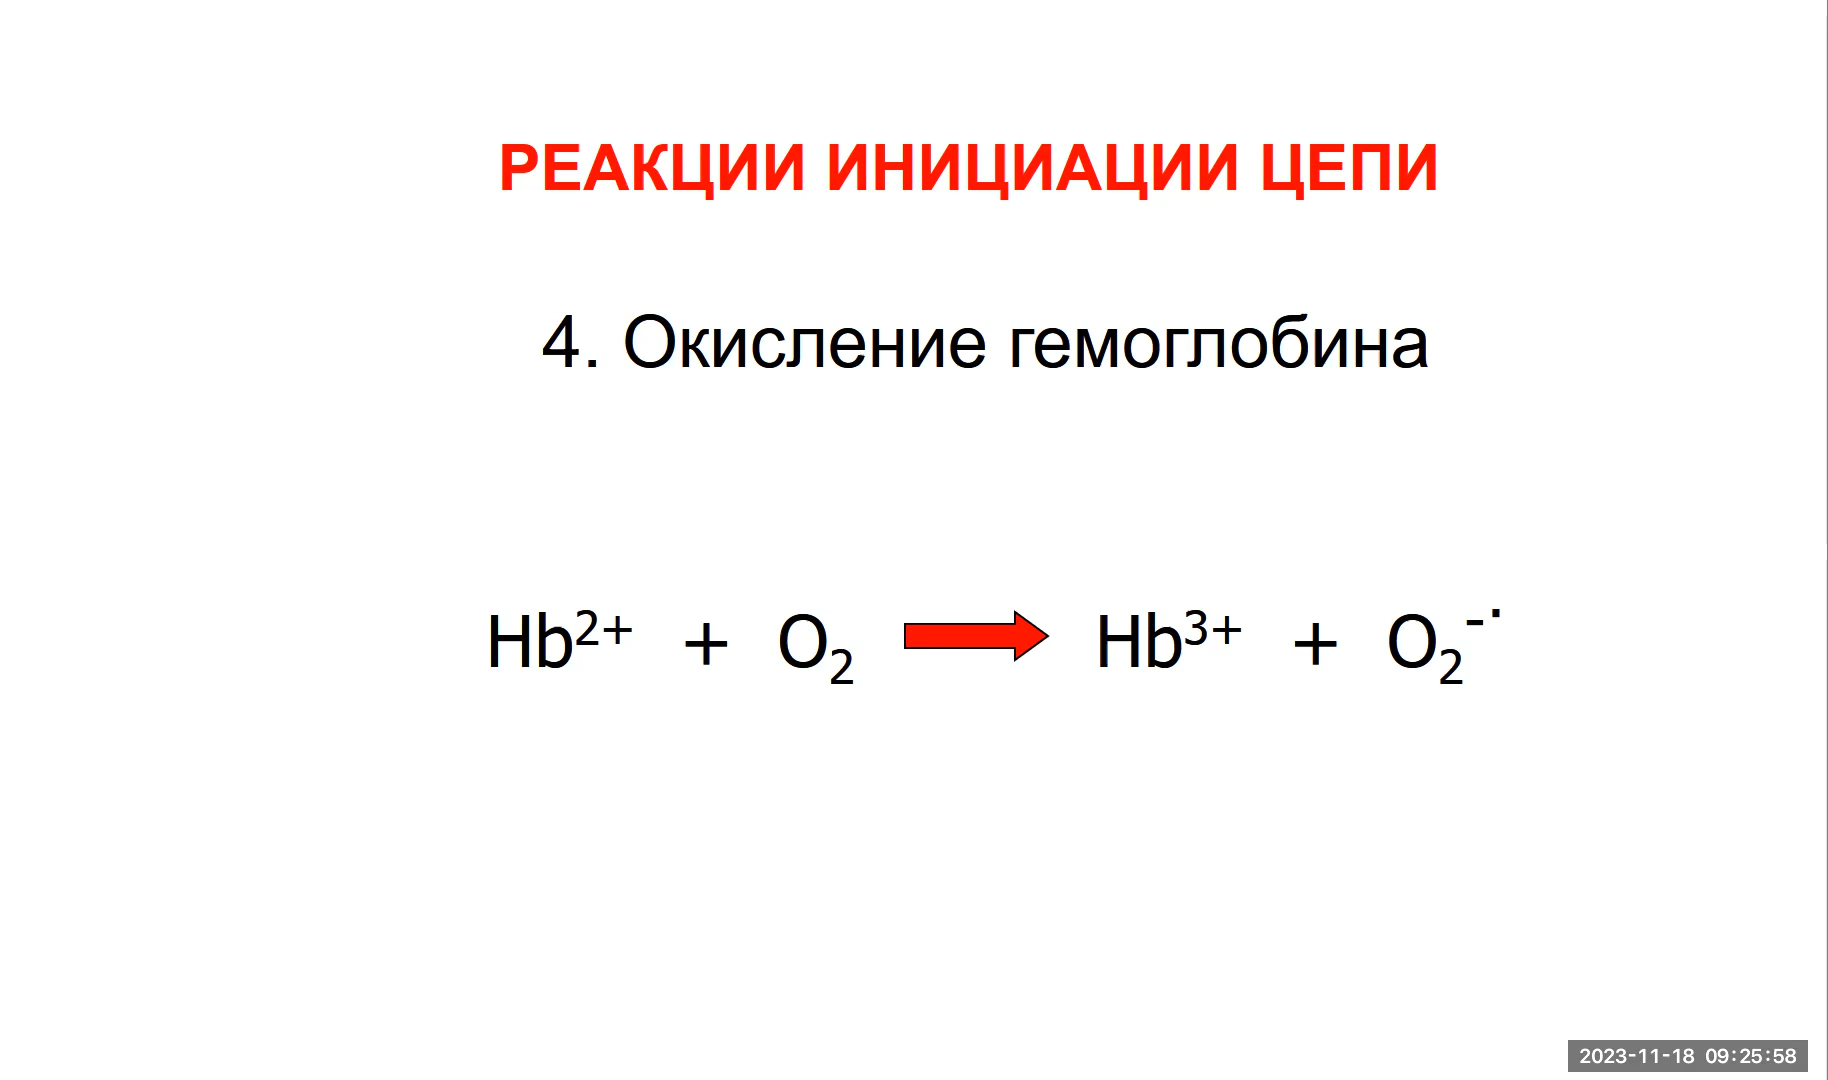 РЕАКЦИИ ИНИЦИАЦИИ ЦЕПИ
4. Окисление гемоглобина
Hb²⁺ + O₂ → Hb³⁺ + O₂⁻˙
2023-11-18 09:25:58